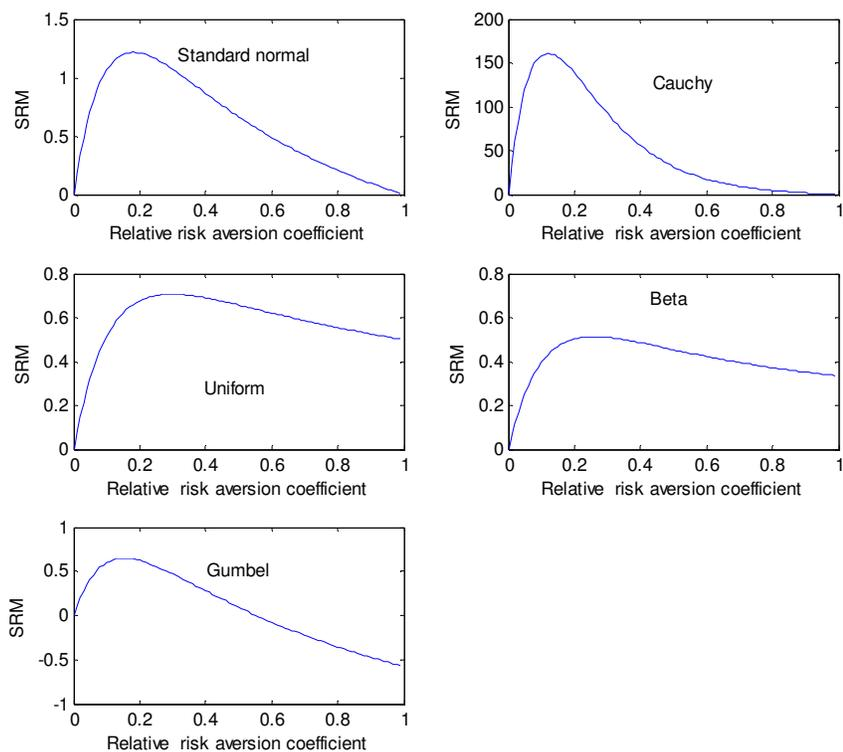 1.5
1
0.5
0
SRM
Standard normal
0 0.2 0.4 0.6 0.8 1
Relative risk aversion coefficient
200
150
100
50
0
SRM
Cauchy
0 0.2 0.4 0.6 0.8 1
Relative risk aversion coefficient
0.8
0.6
0.4
0.2
0
SRM
Uniform
0 0.2 0.4 0.6 0.8 1
Relative risk aversion coefficient
0.8
0.6
0.4
0.2
0
SRM
Beta
0 0.2 0.4 0.6 0.8 1
Relative risk aversion coefficient
1
0.5
0
-0.5
-1
SRM
Gumbel
0 0.2 0.4 0.6 0.8 1
Relative risk aversion coefficient